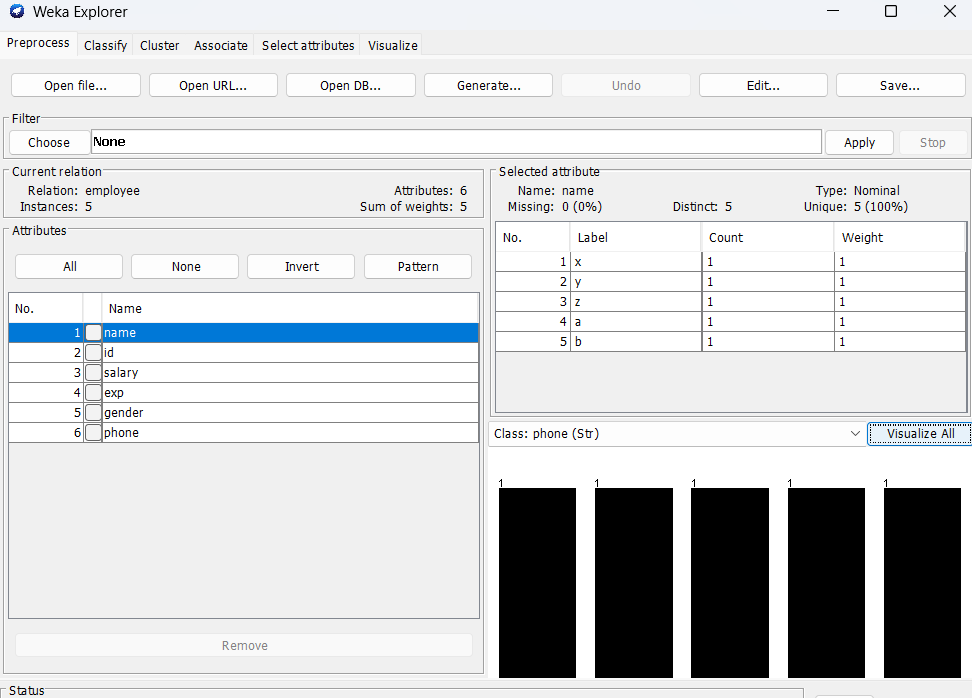 Weka Explorer
Preprocess Classify Cluster Associate Select attributes Visualize
Open file... Open URL... Open DB... Generate... Undo Edit... Save...
Filter
Choose None Apply Stop
Current relation
Relation: employee Attributes: 6
Instances: 5 Sum of weights: 5
Attributes
All None Invert Pattern
No. Name
1 name
2 id
3 salary
4 exp
5 gender
6 phone
Remove
Selected attribute
Name: name Type: Nominal
Missing: 0 (0%) Distinct: 5 Unique: 5 (100%)
No. Label Count Weight
1 x 1 1
2 y 1 1
3 z 1 1
4 a 1 1
5 b 1 1
Class: phone (Str) Visualize All
1 1 1 1 1
Status